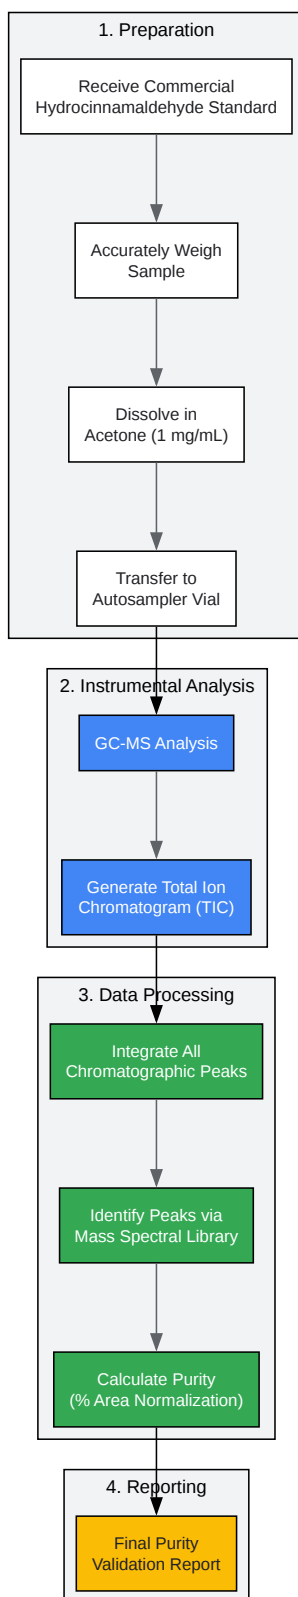 1. Preparation
Receive Commercial
Hydrocinnamaldehyde Standard
Accurately Weigh
Sample
Dissolve in
Acetone (1 mg/mL)
Transfer to
Autosampler Vial
2. Instrumental Analysis
GC-MS Analysis
Generate Total Ion
Chromatogram (TIC)
3. Data Processing
Integrate All
Chromatographic Peaks
Identify Peaks via
Mass Spectral Library
Calculate Purity
(% Area Normalization)
4. Reporting
Final Purity
Validation Report